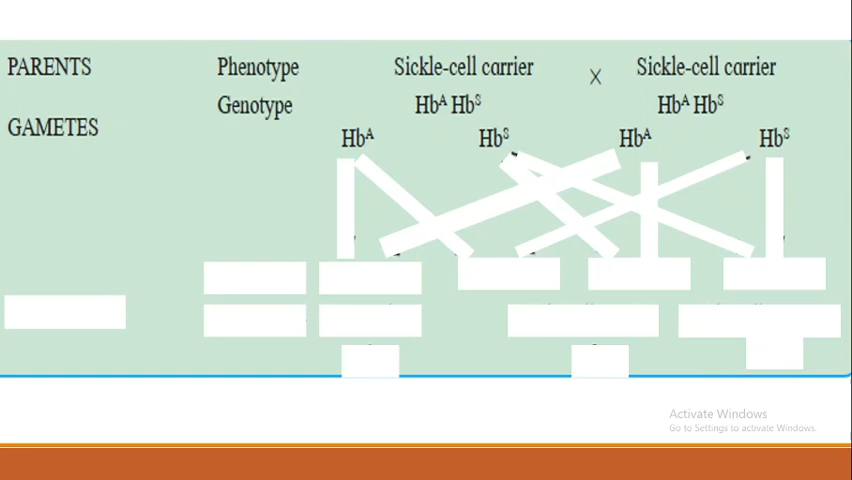 PARENTS Phenotype Sickle-cell carrier X Sickle-cell carrier
Genotype Hbᴬ Hbˢ Hbᴬ Hbˢ
GAMETES
Hbᴬ Hbˢ Hbᴬ Hbˢ
Activate Windows
Go to Settings to activate Windows.